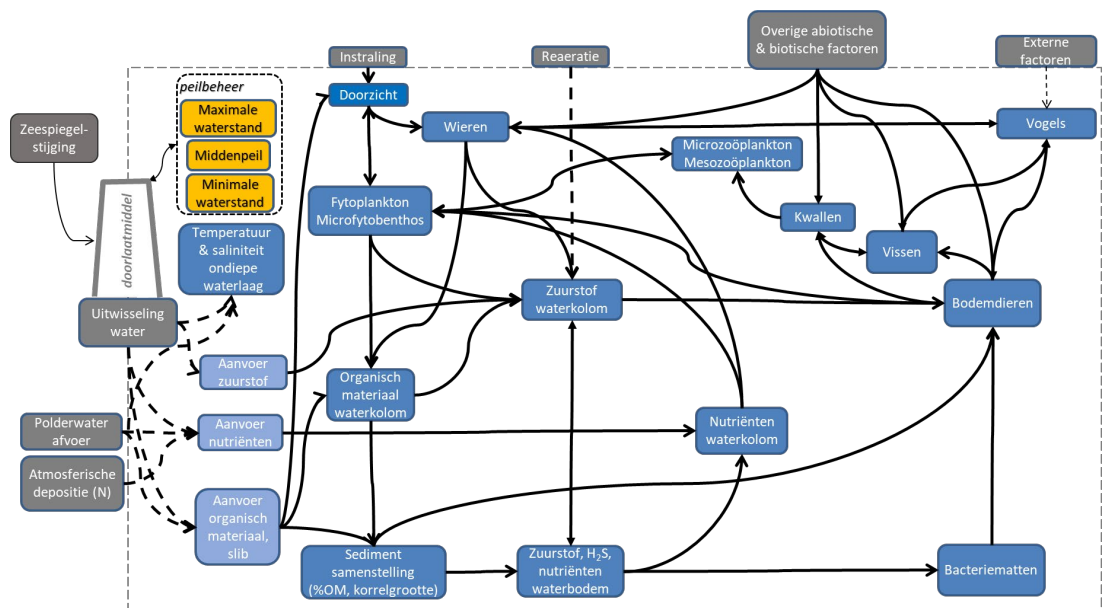 Overige abiotische
& biotische factoren
Externe
factoren
Instraling
Reaeratie
peilbeheer
Doorzicht
Maximale
waterstand
Wieren
Vogels
Zeespiegel-
stijging
Middenpeil
Microzoöplankton
Mesozoöplankton
Minimale
waterstand
Fytoplankton
Microfytobenthos
Kwallen
doorlaatmiddel
Temperatuur
& saliniteit
ondiepe
waterlaag
Vissen
Zuurstof
waterkolom
Bodemdieren
Uitwisseling
water
Aanvoer
zuurstof
Organisch
materiaal
waterkolom
Polderwater
afvoer
Aanvoer
nutriënten
Nutriënten
waterkolom
Atmosferische
depositie (N)
Aanvoer
organisch
materiaal,
slib
Sediment
samenstelling
(%OM, korrelgrootte)
Zuurstof, H₂S,
nutriënten
waterbodem
Bacteriematten